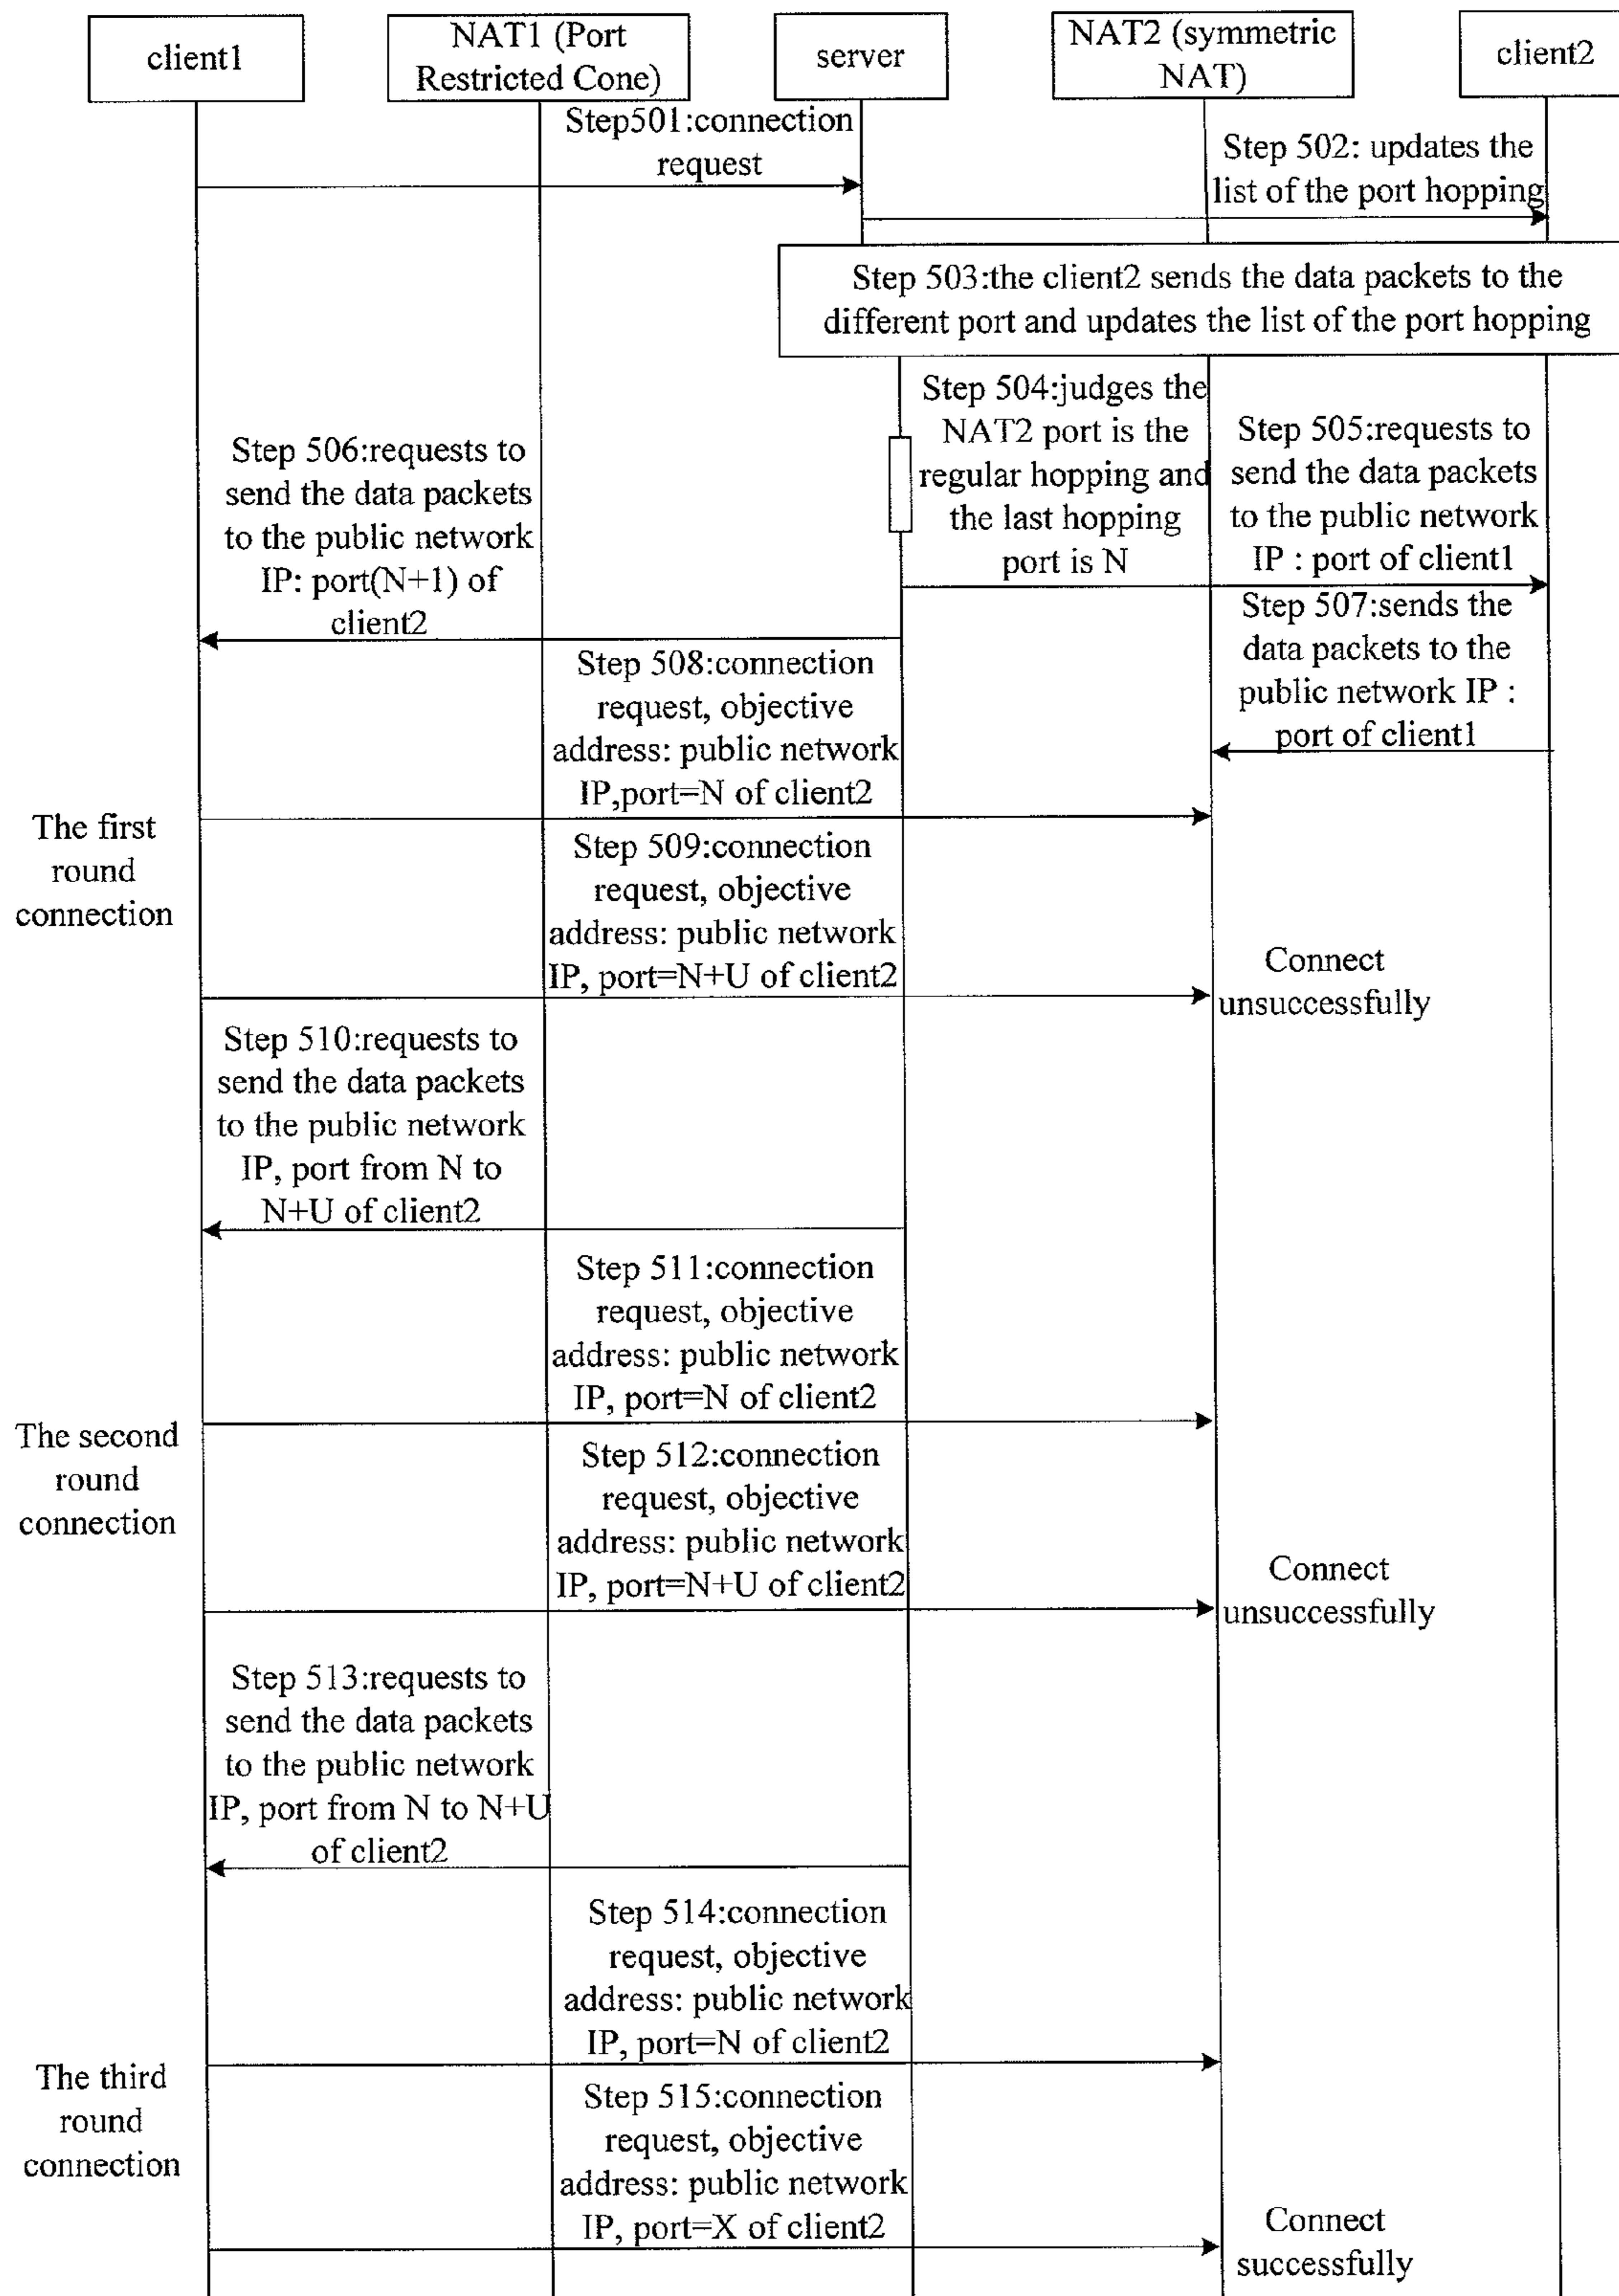 client1
NAT1 (Port
Restricted Cone)
server
NAT2 (symmetric
NAT)
client2
Step501:connection
request
Step 502: updates the
list of the port hopping
Step 503:the client2 sends the data packets to the
different port and updates the list of the port hopping
Step 504:judges the
NAT2 port is the
regular hopping and
the last hopping
port is N
Step 505:requests to
send the data packets
to the public network
IP : port of client1
Step 506:requests to
send the data packets
to the public network
IP: port(N+1) of
client2
Step 507:sends the
data packets to the
public network IP :
port of client1
Step 508:connection
request, objective
address: public network
IP,port=N of client2
The first
round
connection
Step 509:connection
request, objective
address: public network
IP, port=N+U of client2
Connect
unsuccessfully
Step 510:requests to
send the data packets
to the public network
IP, port from N to
N+U of client2
Step 511:connection
request, objective
address: public network
IP, port=N of client2
The second
round
connection
Step 512:connection
request, objective
address: public network
IP, port=N+U of client2
Connect
unsuccessfully
Step 513:requests to
send the data packets
to the public network
IP, port from N to N+U
of client2
Step 514:connection
request, objective
address: public network
IP, port=N of client2
The third
round
connection
Step 515:connection
request, objective
address: public network
IP, port=X of client2
Connect
successfully